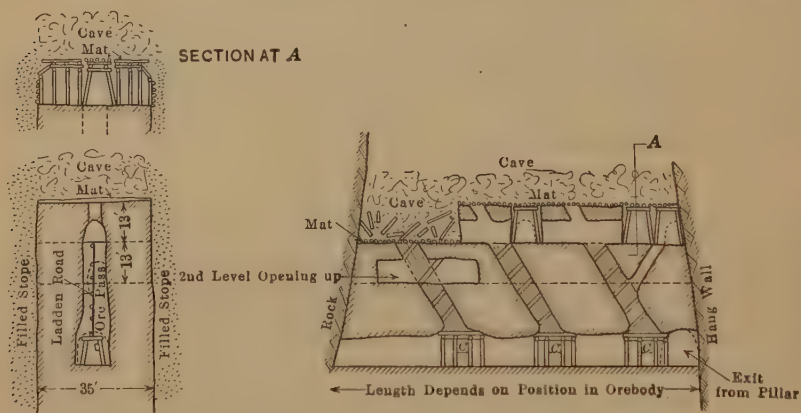 Cave
Mat
SECTION AT A
Cave
Mat
13
13
Filled Stope
Ladden Road
Ore Pass
Filled Stope
35'
A
Cave
Mat
Cave
Mat
2nd Level Opening up
Rock
Hang Wall
C
C
C
Exit
from Pillar
Length Depends on Position in Orebody